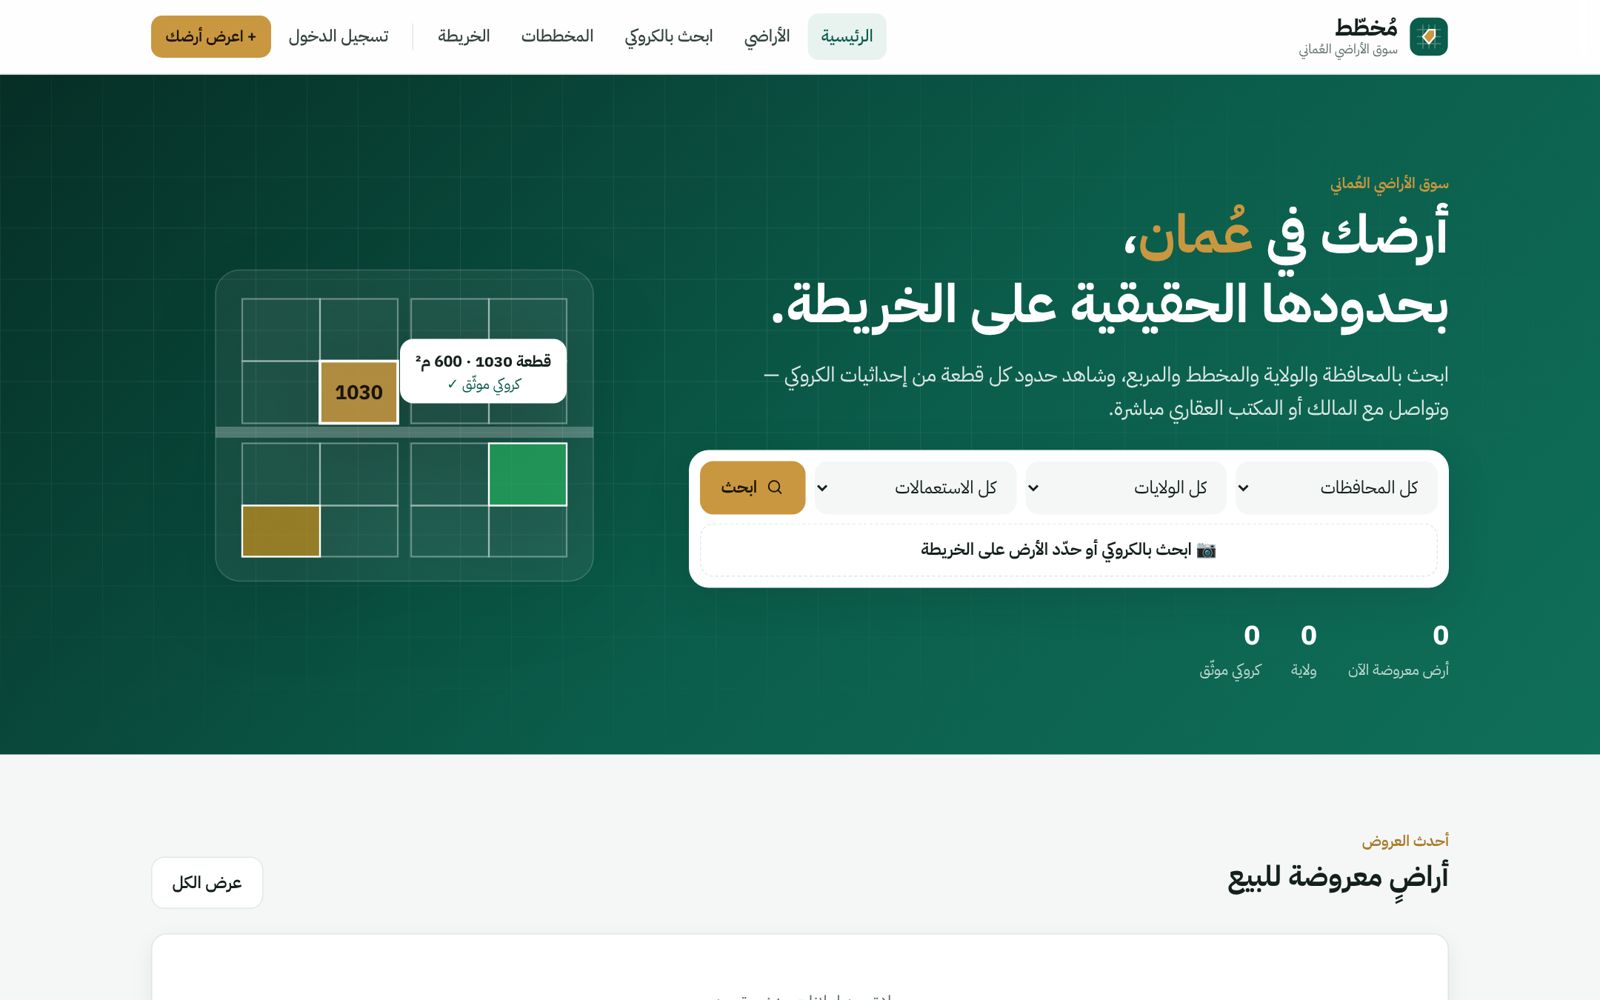 مُخطّط
سوق الأراضي العُماني
الرئيسية
الأراضي
ابحث بالكروكي
المخططات
الخريطة
تسجيل الدخول
+ اعرض أرضك
سوق الأراضي العُماني
أرضك في عُمان،
بحدودها الحقيقية على الخريطة.
ابحث بالمحافظة والولاية والمخطط والمربع، وشاهد حدود كل قطعة من إحداثيات الكروكي —
وتواصل مع المالك أو المكتب العقاري مباشرة.
كل المحافظات
كل الولايات
كل الاستعمالات
ابحث
📷 ابحث بالكروكي أو حدّد الأرض على الخريطة
0
أرض معروضة الآن
0
ولاية
0
كروكي موثّق
قطعة 1030 · 600 م²
كروكي موثّق ✓
1030
أحدث العروض
أراضٍ معروضة للبيع
عرض الكل